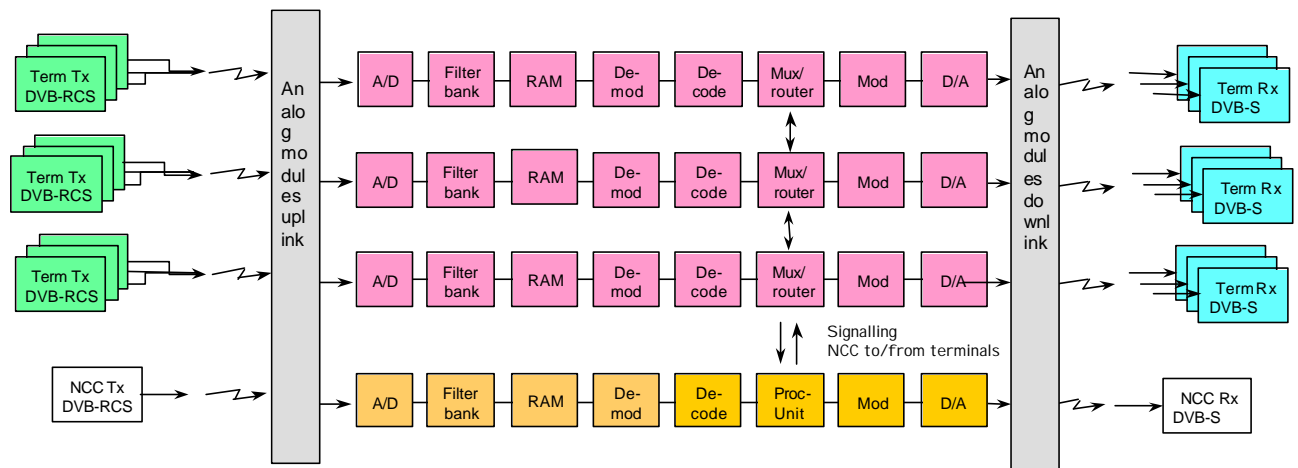 Term Tx
DVB-RCS
An
alo
g
mo
dul
es
upl
ink
A/D
Filter
bank
RAM
De-
mod
De-
code
Mux/
router
Mod
D/A
An
alo
g
m
od
ul
es
do
wnl
ink
Term Rx
DVB-S
Term Tx
DVB-RCS
A/D
Filter
bank
RAM
De-
mod
De-
code
Mux/
router
Mod
D/A
Term Rx
DVB-S
Term Tx
DVB-RCS
A/D
Filter
bank
RAM
De-
mod
De-
code
Mux/
router
Mod
D/A
Term Rx
DVB-S
Signalling
NCC to/from terminals
NCC Tx
DVB-RCS
A/D
Filter
bank
RAM
De-
mod
De-
code
Proc-
Unit
Mod
D/A
NCC Rx
DVB-S